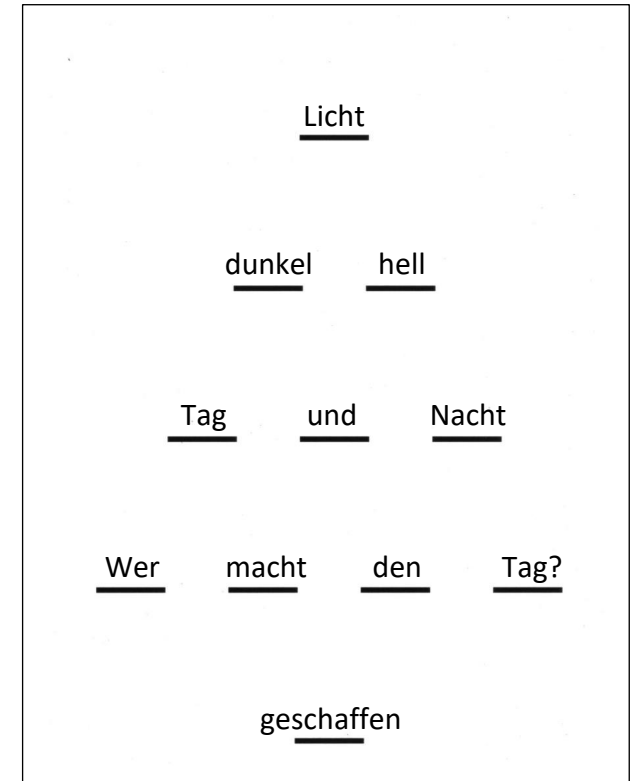 Licht
dunkel hell
Tag und Nacht
Wer macht den Tag?
geschaffen